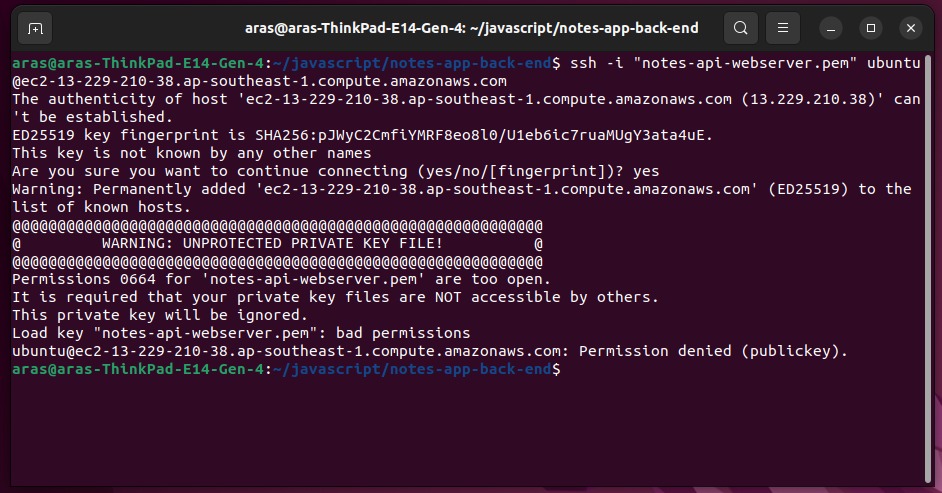 aras@aras-ThinkPad-E14-Gen-4: ~/javascript/notes-app-back-end
aras@aras-ThinkPad-E14-Gen-4:~/javascript/notes-app-back-end$ ssh -i "notes-api-webserver.pem" ubuntu
@ec2-13-229-210-38.ap-southeast-1.compute.amazonaws.com
The authenticity of host 'ec2-13-229-210-38.ap-southeast-1.compute.amazonaws.com (13.229.210.38)' can
't be established.
ED25519 key fingerprint is SHA256:pJWyC2CmfiYMRF8eo8l0/U1eb6ic7ruaMUgY3ata4uE.
This key is not known by any other names
Are you sure you want to continue connecting (yes/no/[fingerprint])? yes
Warning: Permanently added 'ec2-13-229-210-38.ap-southeast-1.compute.amazonaws.com' (ED25519) to the
list of known hosts.
@@@@@@@@@@@@@@@@@@@@@@@@@@@@@@@@@@@@@@@@@@@@@@@@@@@@@@@@@@@
@         WARNING: UNPROTECTED PRIVATE KEY FILE!          @
@@@@@@@@@@@@@@@@@@@@@@@@@@@@@@@@@@@@@@@@@@@@@@@@@@@@@@@@@@@
Permissions 0664 for 'notes-api-webserver.pem' are too open.
It is required that your private key files are NOT accessible by others.
This private key will be ignored.
Load key "notes-api-webserver.pem": bad permissions
ubuntu@ec2-13-229-210-38.ap-southeast-1.compute.amazonaws.com: Permission denied (publickey).
aras@aras-ThinkPad-E14-Gen-4:~/javascript/notes-app-back-end$